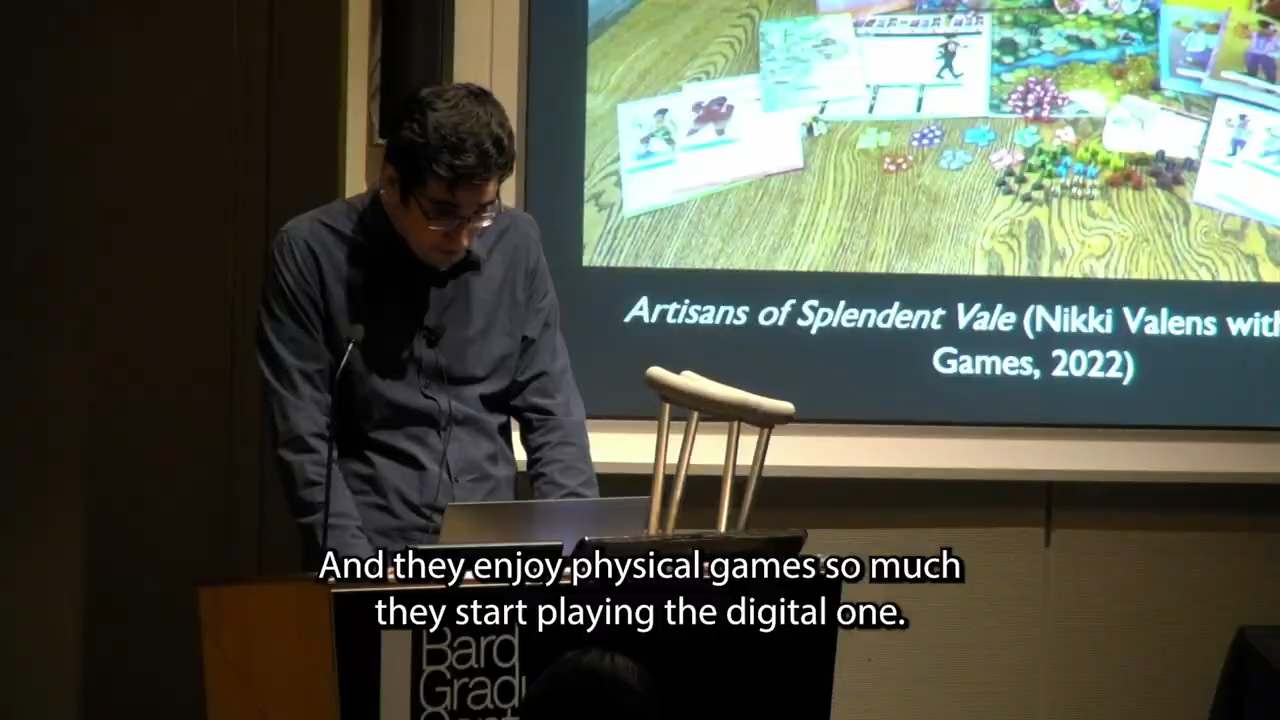 Artisans of Splendent Vale (Nikki Valens with
Games, 2022)
And they enjoy physical games so much
they start playing the digital one.
Bard
Grad